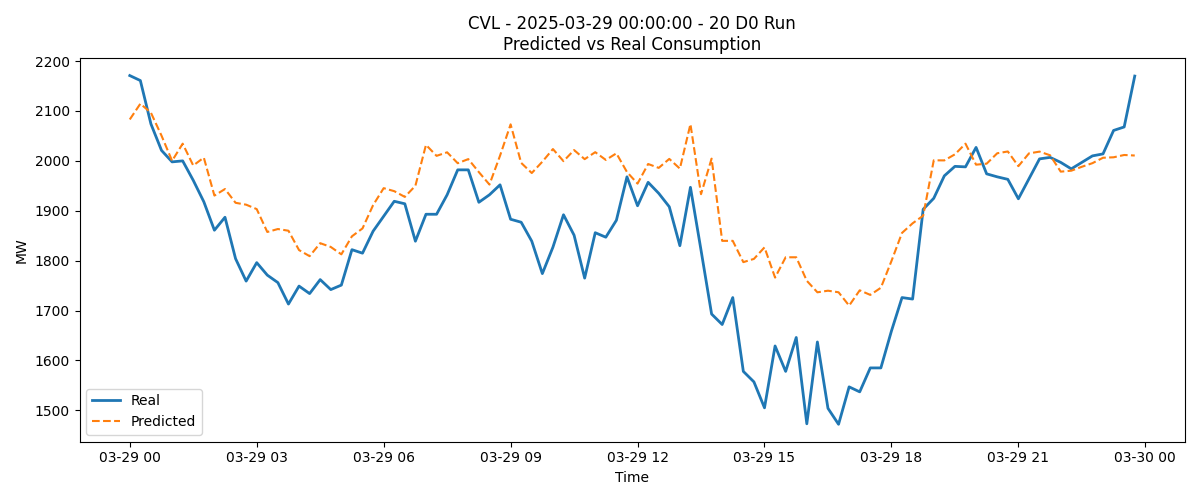 CVL - 2025-03-29 00:00:00 - 20 D0 Run
Predicted vs Real Consumption
MW
2200
2100
2000
1900
1800
1700
1600
1500
Real
Predicted
03-29 00
03-29 03
03-29 06
03-29 09
03-29 12
03-29 15
03-29 18
03-29 21
03-30 00
Time